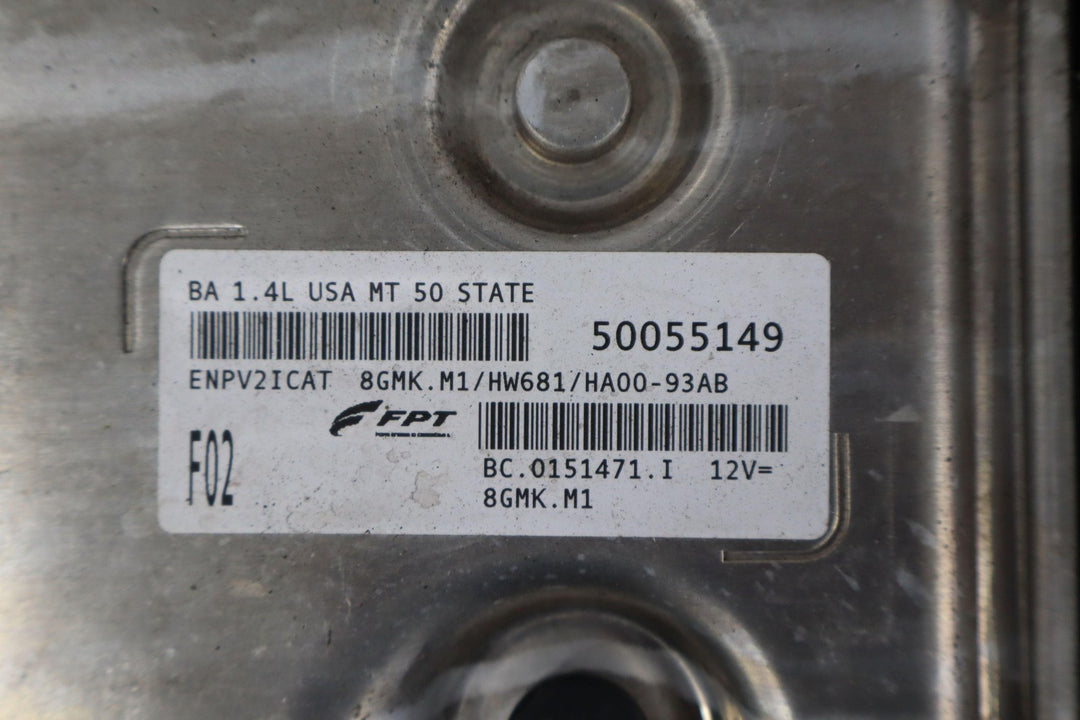 BA 1.4L USA MT 50 STATE
50055149
ENPV2ICAT 8GMK.M1/HW681/HA00-93AB
FPT
F02
BC.0151471.I 12V=
8GMK.M1